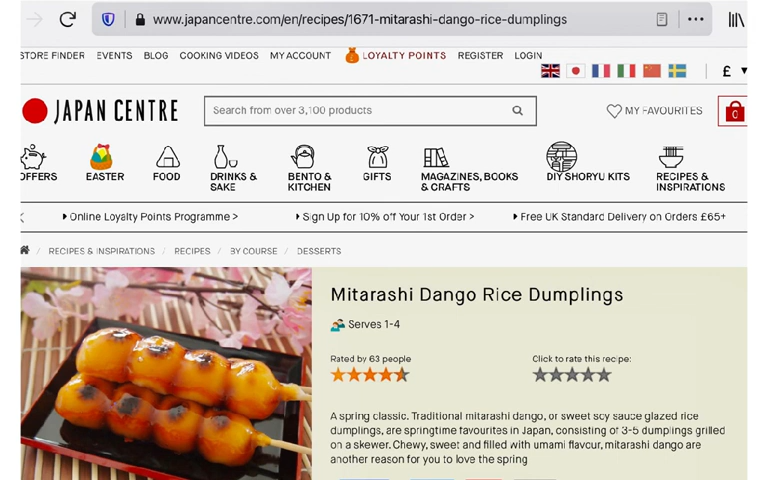 www.japancentre.com/en/recipes/1671-mitarashi-dango-rice-dumplings
STORE FINDER EVENTS BLOG COOKING VIDEOS MY ACCOUNT LOYALTY POINTS REGISTER LOGIN
£
JAPAN CENTRE
Search from over 3,100 products
MY FAVOURITES
0
OFFERS
EASTER
FOOD
DRINKS &
SAKE
BENTO &
KITCHEN
GIFTS
MAGAZINES, BOOKS
& CRAFTS
DIY SHORYU KITS
RECIPES &
INSPIRATIONS
Online Loyalty Points Programme >
Sign Up for 10% off Your 1st Order >
Free UK Standard Delivery on Orders £65+
/ RECIPES & INSPIRATIONS / RECIPES / BY COURSE / DESSERTS
Mitarashi Dango Rice Dumplings
Serves 1-4
Rated by 63 people
Click to rate this recipe:
A spring classic. Traditional mitarashi dango, or sweet soy sauce glazed rice
dumplings, are springtime favourites in Japan, consisting of 3-5 dumplings grilled
on a skewer. Chewy, sweet and filled with umami flavour, mitarashi dango are
another reason for you to love the spring